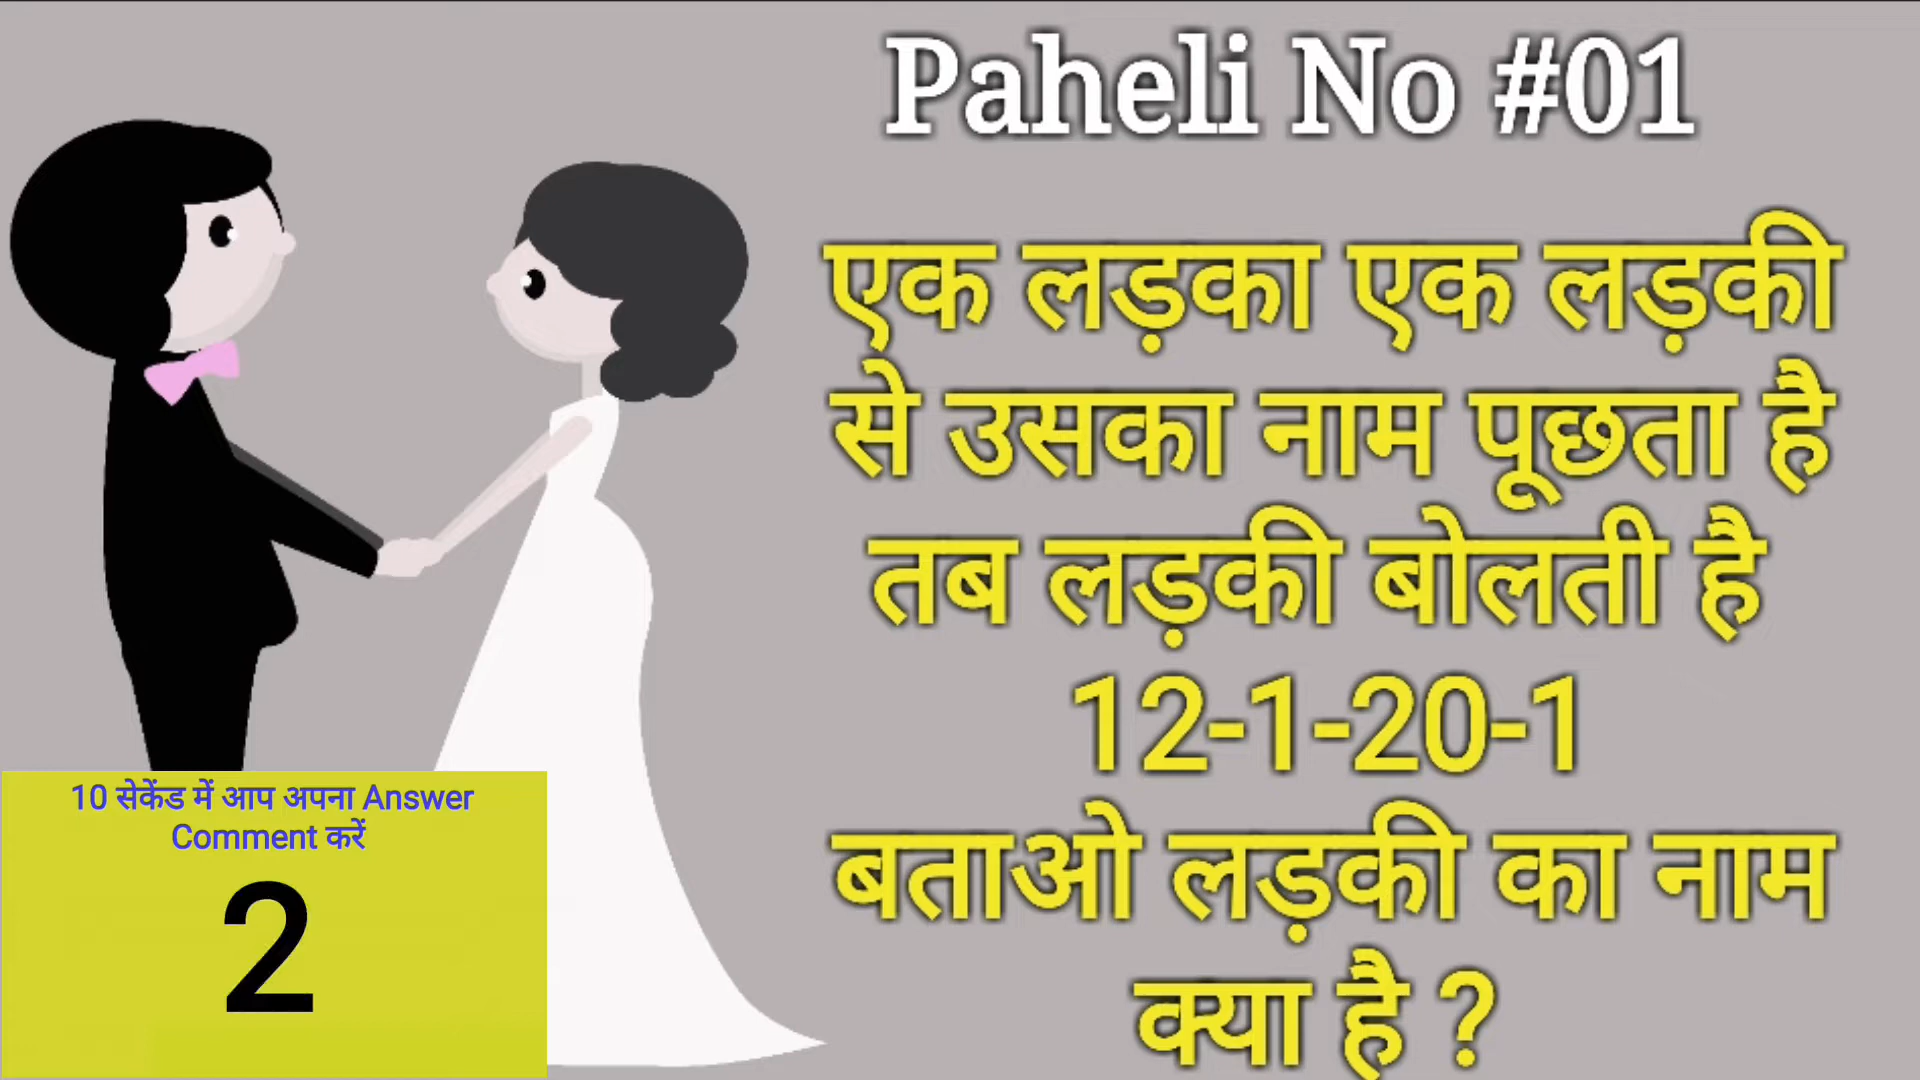 Paheli No #01
एक लड़का एक लड़की
से उसका नाम पूछता है
तब लड़की बोलती है
12-1-20-1
बताओ लड़की का नाम
क्या है ?
10 सेकेंड में आप अपना Answer
Comment करें
2